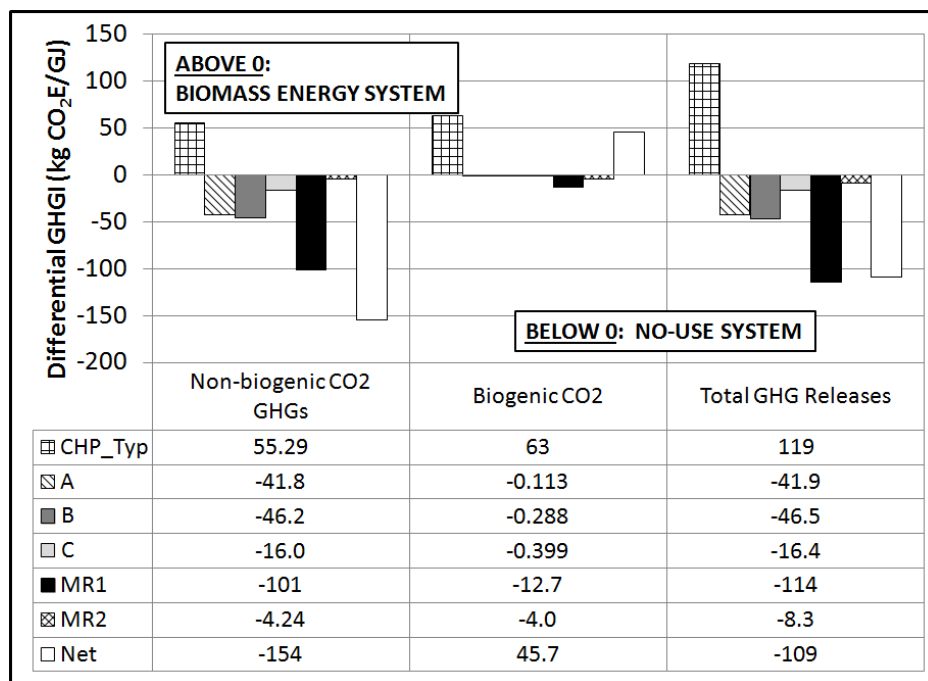 150
100
50
0
-50
-100
-150
-200
Differential GHGI (kg CO₂E/GJ)
ABOVE 0:
BIOMASS ENERGY SYSTEM
BELOW 0: NO-USE SYSTEM
Non-biogenic CO2 GHGs
Biogenic CO2
Total GHG Releases
CHP_Typ 55.29 63 119
A -41.8 -0.113 -41.9
B -46.2 -0.288 -46.5
C -16.0 -0.399 -16.4
MR1 -101 -12.7 -114
MR2 -4.24 -4.0 -8.3
Net -154 45.7 -109